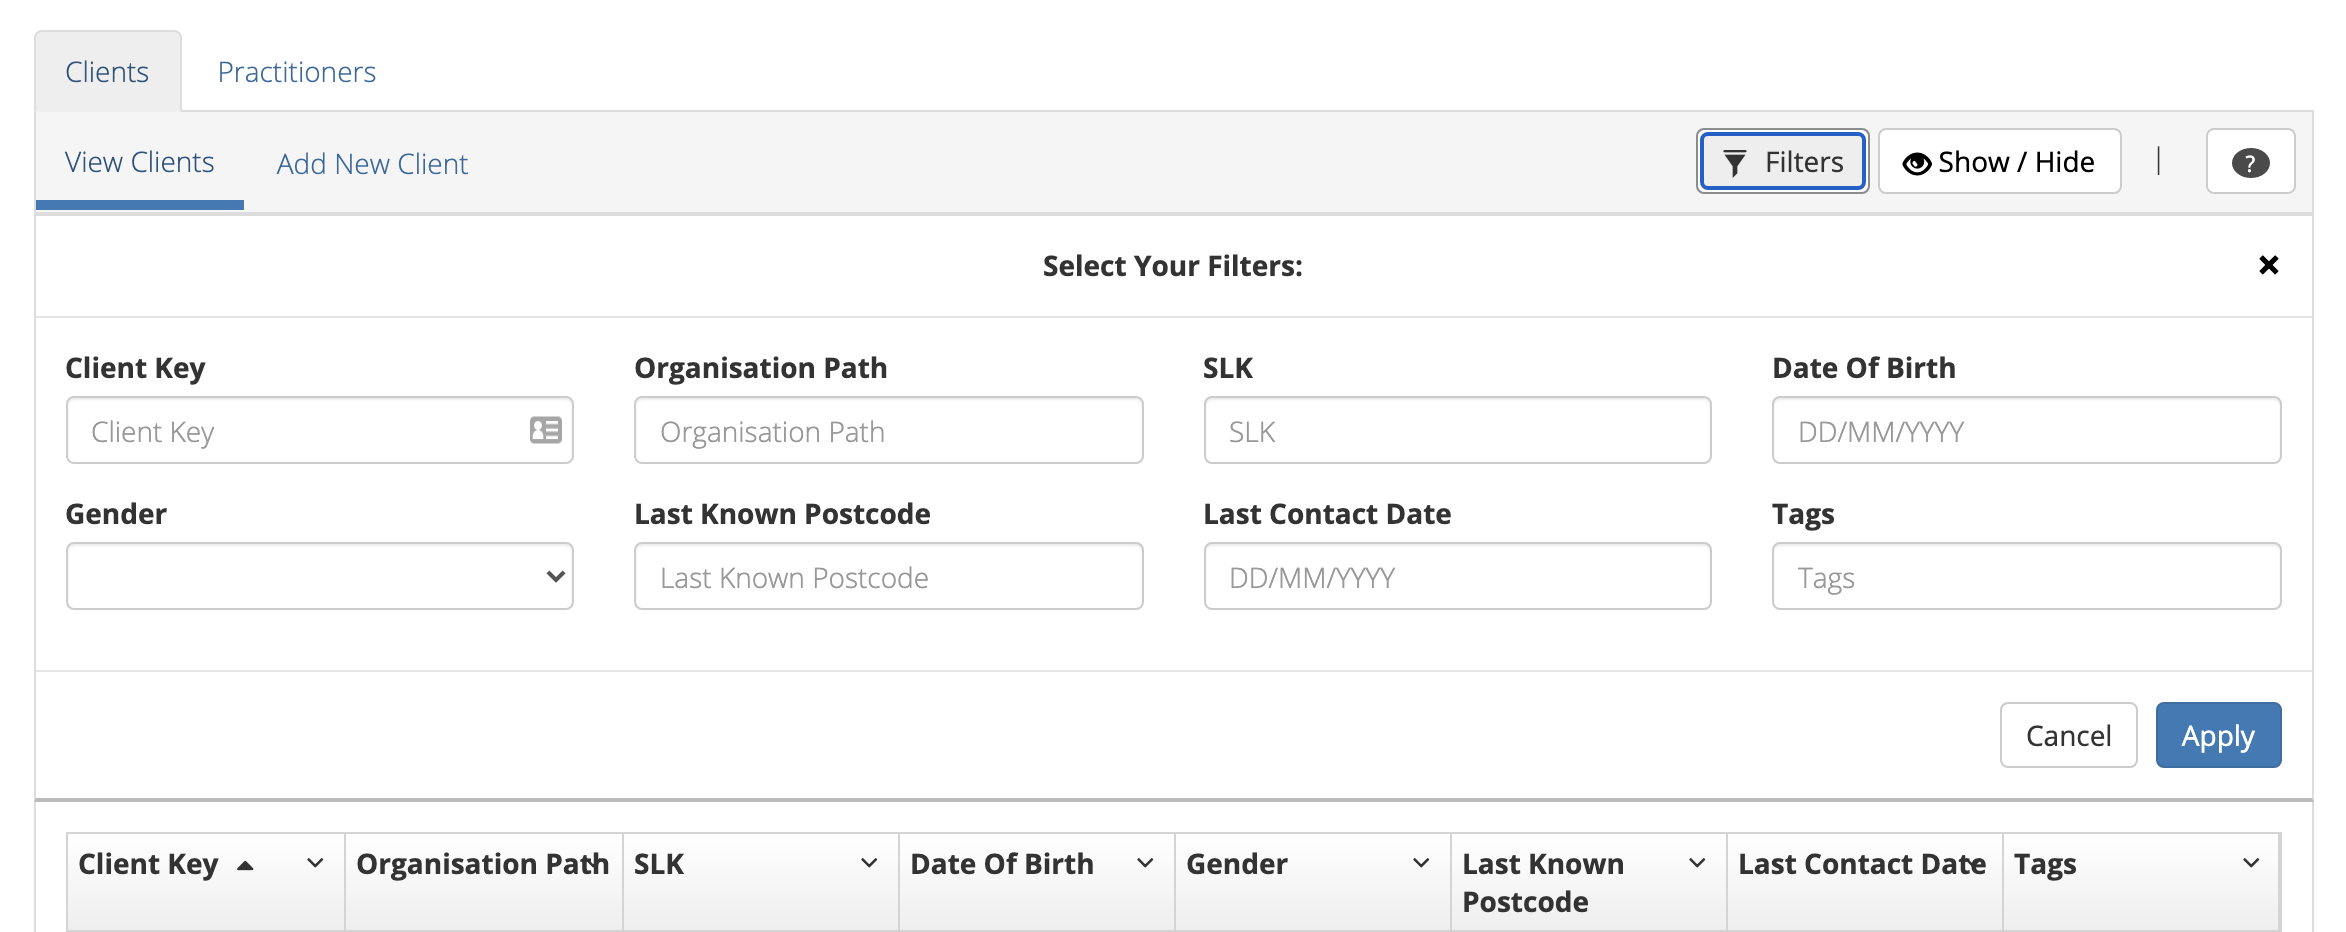 Clients Practitioners
View Clients Add New Client Filters Show / Hide | ?
Select Your Filters:
Client Key Organisation Path SLK Date Of Birth
Client Key Organisation Path SLK DD/MM/YYYY
Gender Last Known Postcode Last Contact Date Tags
Last Known Postcode DD/MM/YYYY Tags
Cancel Apply
Client Key Organisation Path SLK Date Of Birth Gender Last Known Last Contact Date Tags
Postcode